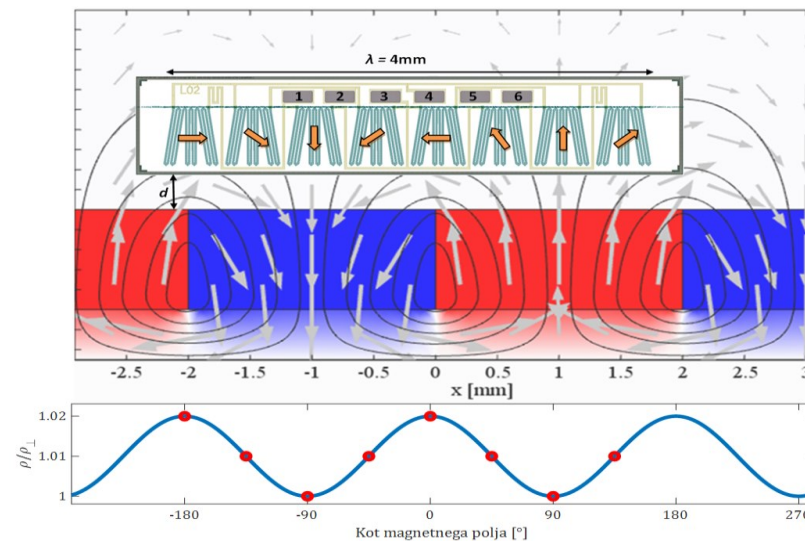 λ = 4mm
L02
1 2 3 4 5 6
d
-2.5 -2 -1.5 -1 -0.5 0 0.5 1 1.5 2 2.5 3
x [mm]
ρ/ρ⊥
1.02
1.01
1
-180 -90 0 90 180 270
Kot magnetnega polja [°]